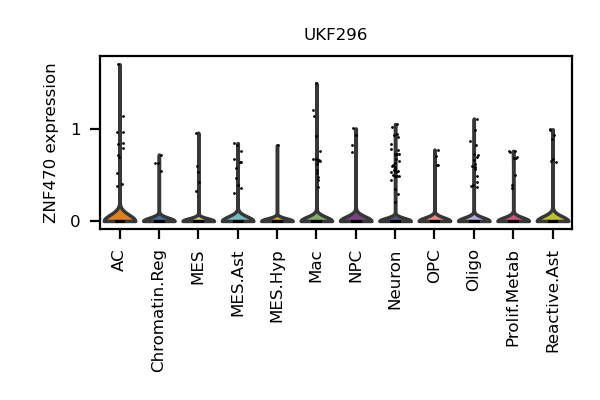 UKF296
ZNF470 expression
1
0
AC
Chromatin.Reg
MES
MES.Ast
MES.Hyp
Mac
NPC
Neuron
OPC
Oligo
Prolif.Metab
Reactive.Ast